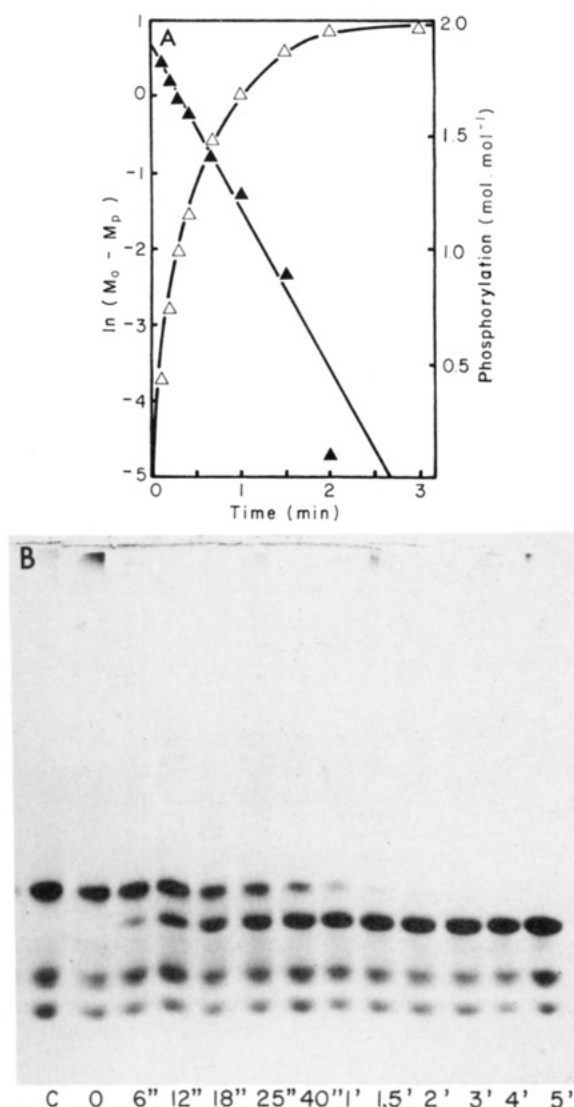 A
1
0
-1
-2
-3
-4
-5
ln (M₀ - Mₚ)
2.0
1.5
1.0
0.5
Phosphorylation (mol. mol⁻¹)
0 1 2 3
Time (min)
B
C 0 6" 12" 18" 25" 40" 1' 1,5' 2' 3' 4' 5'